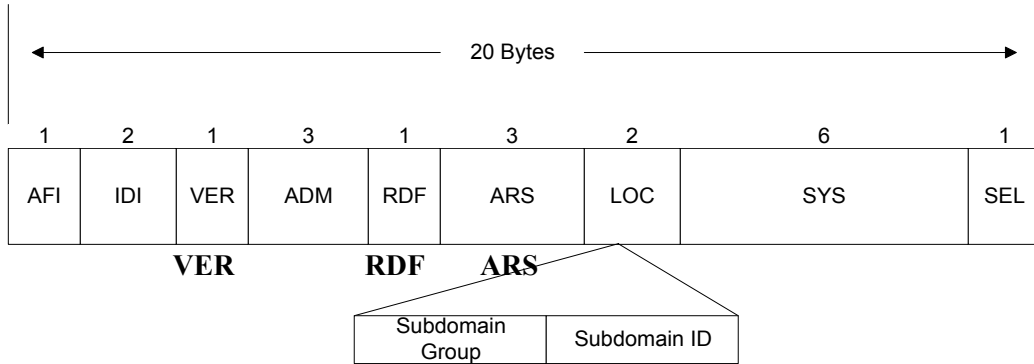 20 Bytes
1 2 1 3 1 3 2 6 1
AFI IDI VER ADM RDF ARS LOC SYS SEL
VER RDF ARS
Subdomain Group Subdomain ID